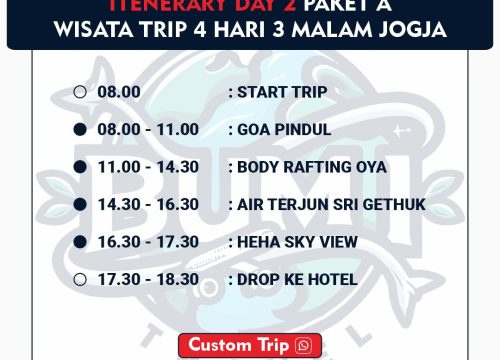 ITENERARY DAY 2 PAKET A
WISATA TRIP 4 HARI 3 MALAM JOGJA
08.00 : START TRIP
08.00 - 11.00 : GOA PINDUL
11.00 - 14.30 : BODY RAFTING OYA
14.30 - 16.30 : AIR TERJUN SRI GETHUK
16.30 - 17.30 : HEHA SKY VIEW
17.30 - 18.30 : DROP KE HOTEL
BUMI
Custom Trip